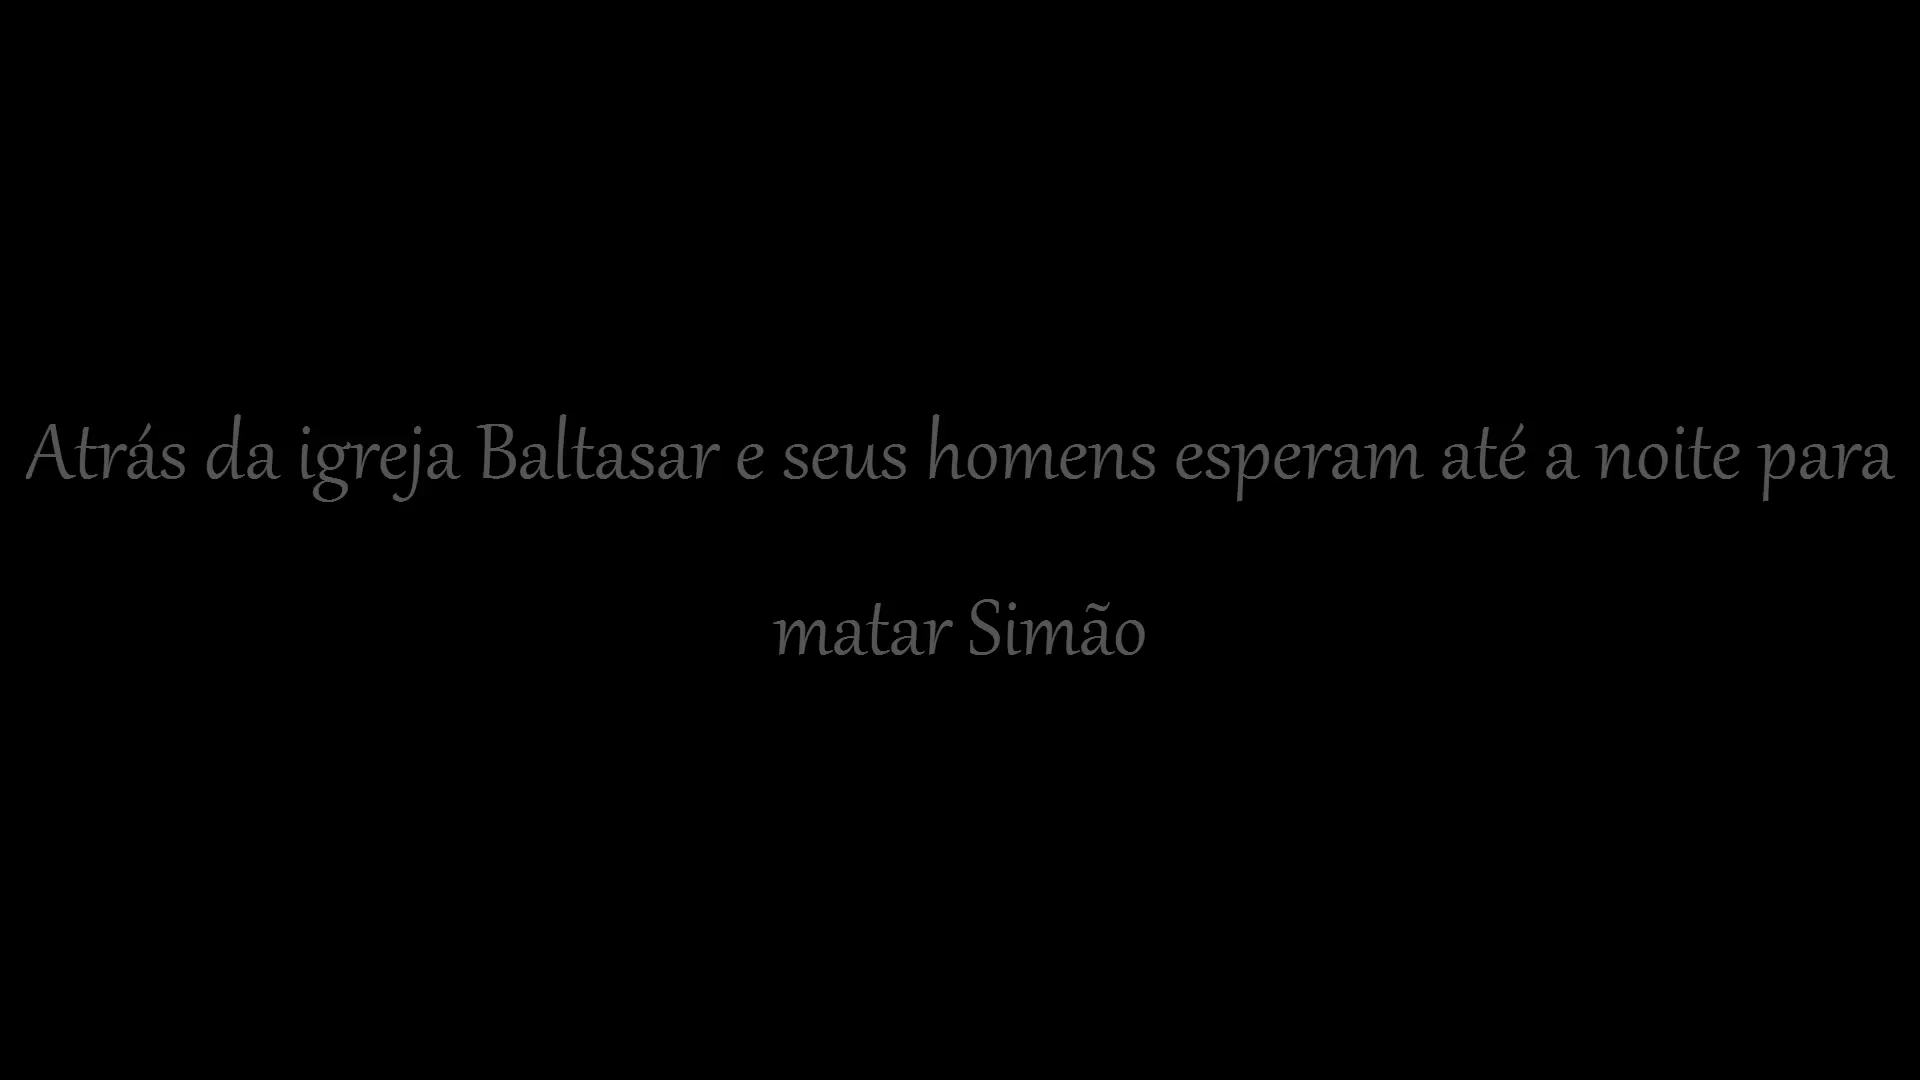 Atrás da igreja Baltasar e seus homens esperam até a noite para
matar Simão